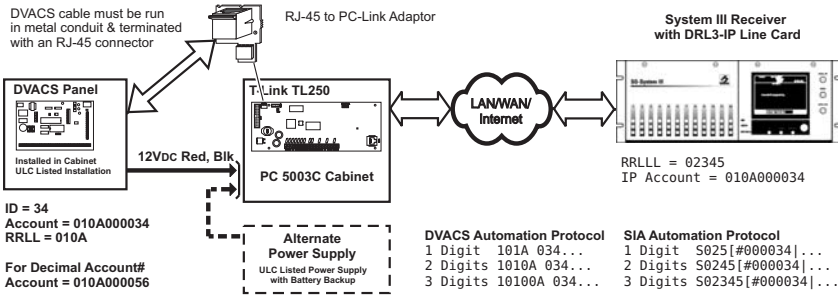 DVACS cable must be run
in metal conduit & terminated
with an RJ-45 connector
RJ-45 to PC-Link Adaptor
System III Receiver
with DRL3-IP Line Card
DVACS Panel
Installed in Cabinet
ULC Listed Installation
T-Link TL250
PC 5003C Cabinet
12VDC Red, Blk
LAN/WAN/
Internet
SG-System III
RRLLL = 02345
IP Account = 010A000034
ID = 34
Account = 010A000034
RRLL = 010A
For Decimal Account#
Account = 010A000056
Alternate
Power Supply
ULC Listed Power Supply
with Battery Backup
DVACS Automation Protocol
1 Digit 101A 034...
2 Digits 1010A 034...
3 Digits 10100A 034...
SIA Automation Protocol
1 Digit S025[#000034|...
2 Digits S0245[#000034|...
3 Digits S02345[#000034|...